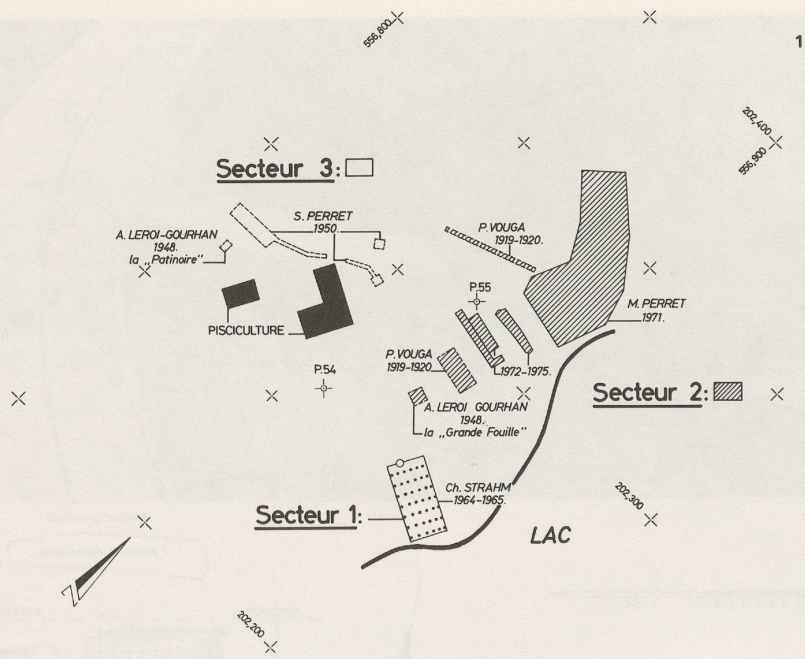 556,800
1
202,400
556,900
Secteur 3:
A. LEROI-GOURHAN
1948.
la „Patinoire”
S. PERRET
1950.
P. VOUGA
1919-1920.
P.55
M. PERRET
1971.
PISCICULTURE
P. VOUGA
1919-1920
1972-1975.
P.54
Secteur 2:
A. LEROI GOURHAN
1948.
la „Grande Fouille”
Ch. STRAHM
1964-1965.
Secteur 1:
202,300
LAC
N
202,200